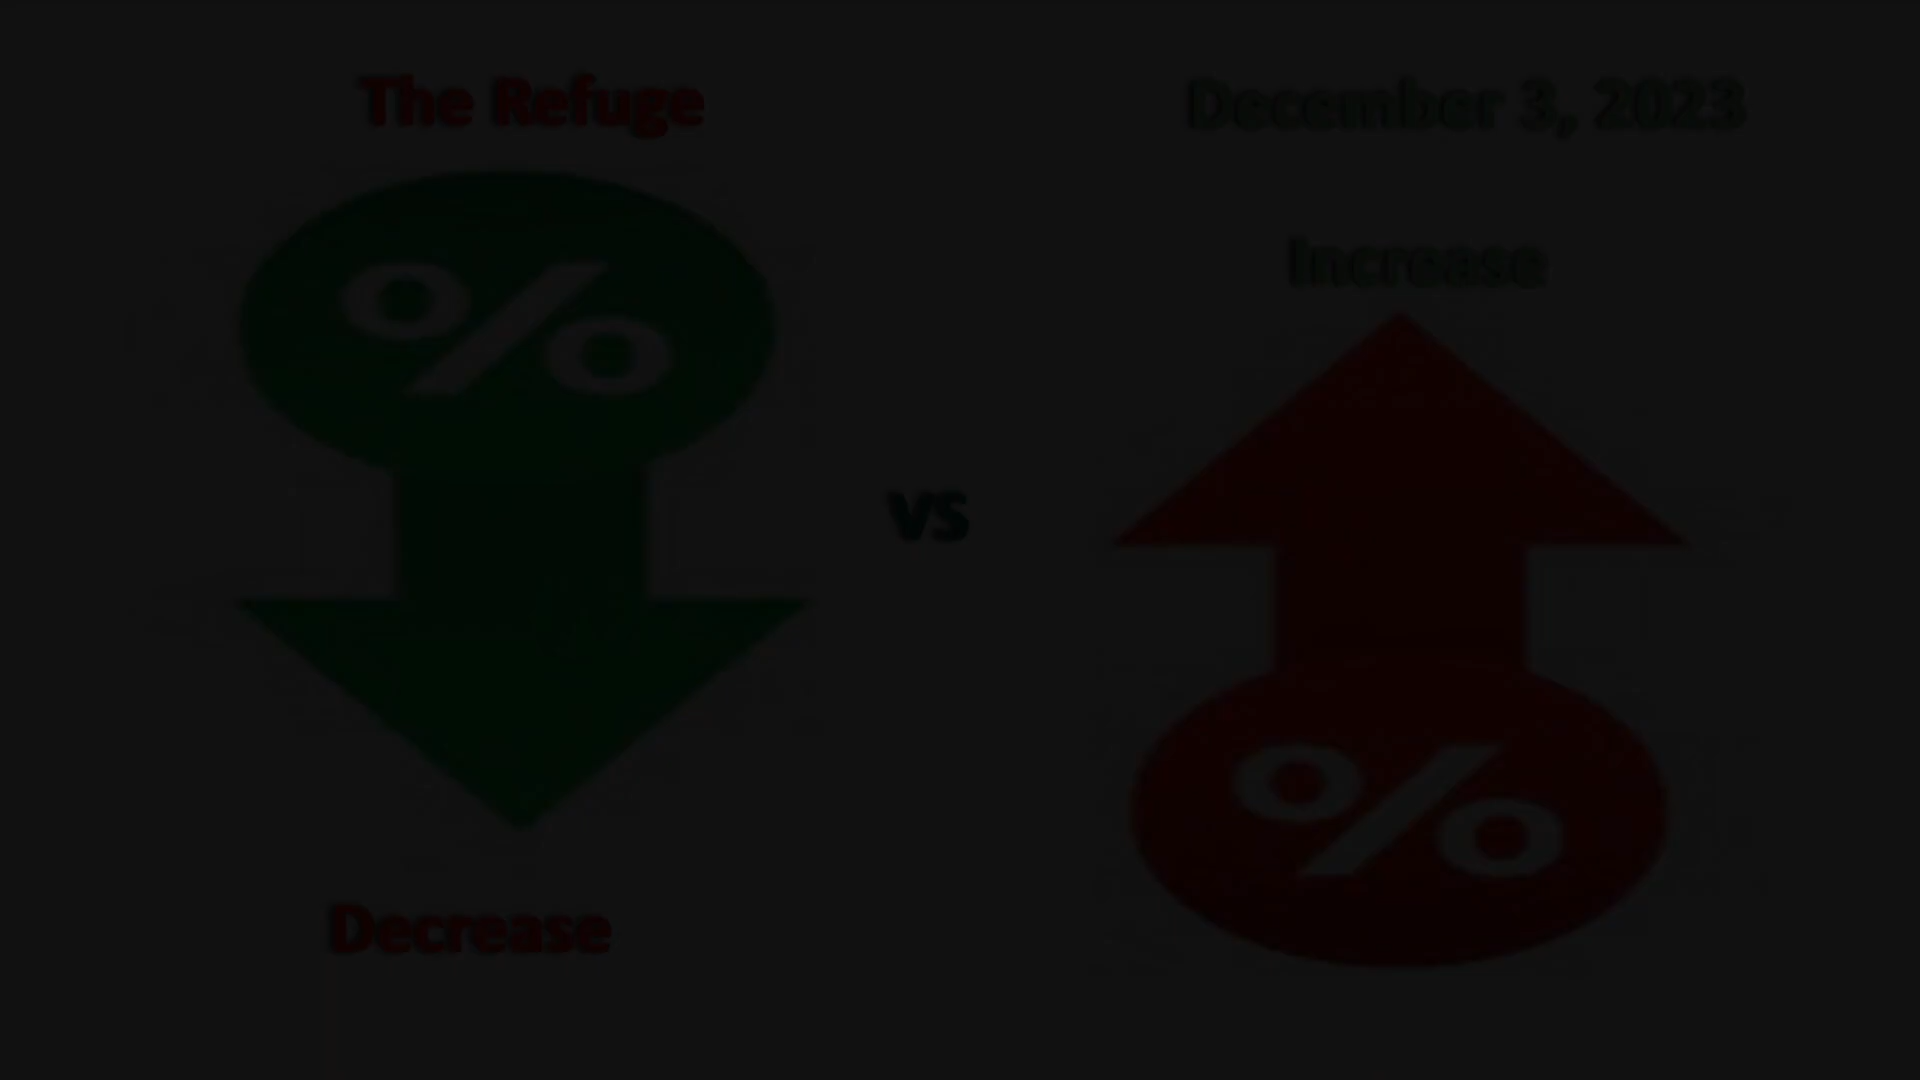 The Refuge
December 3, 2023
Increase
%
vs
%
Decrease